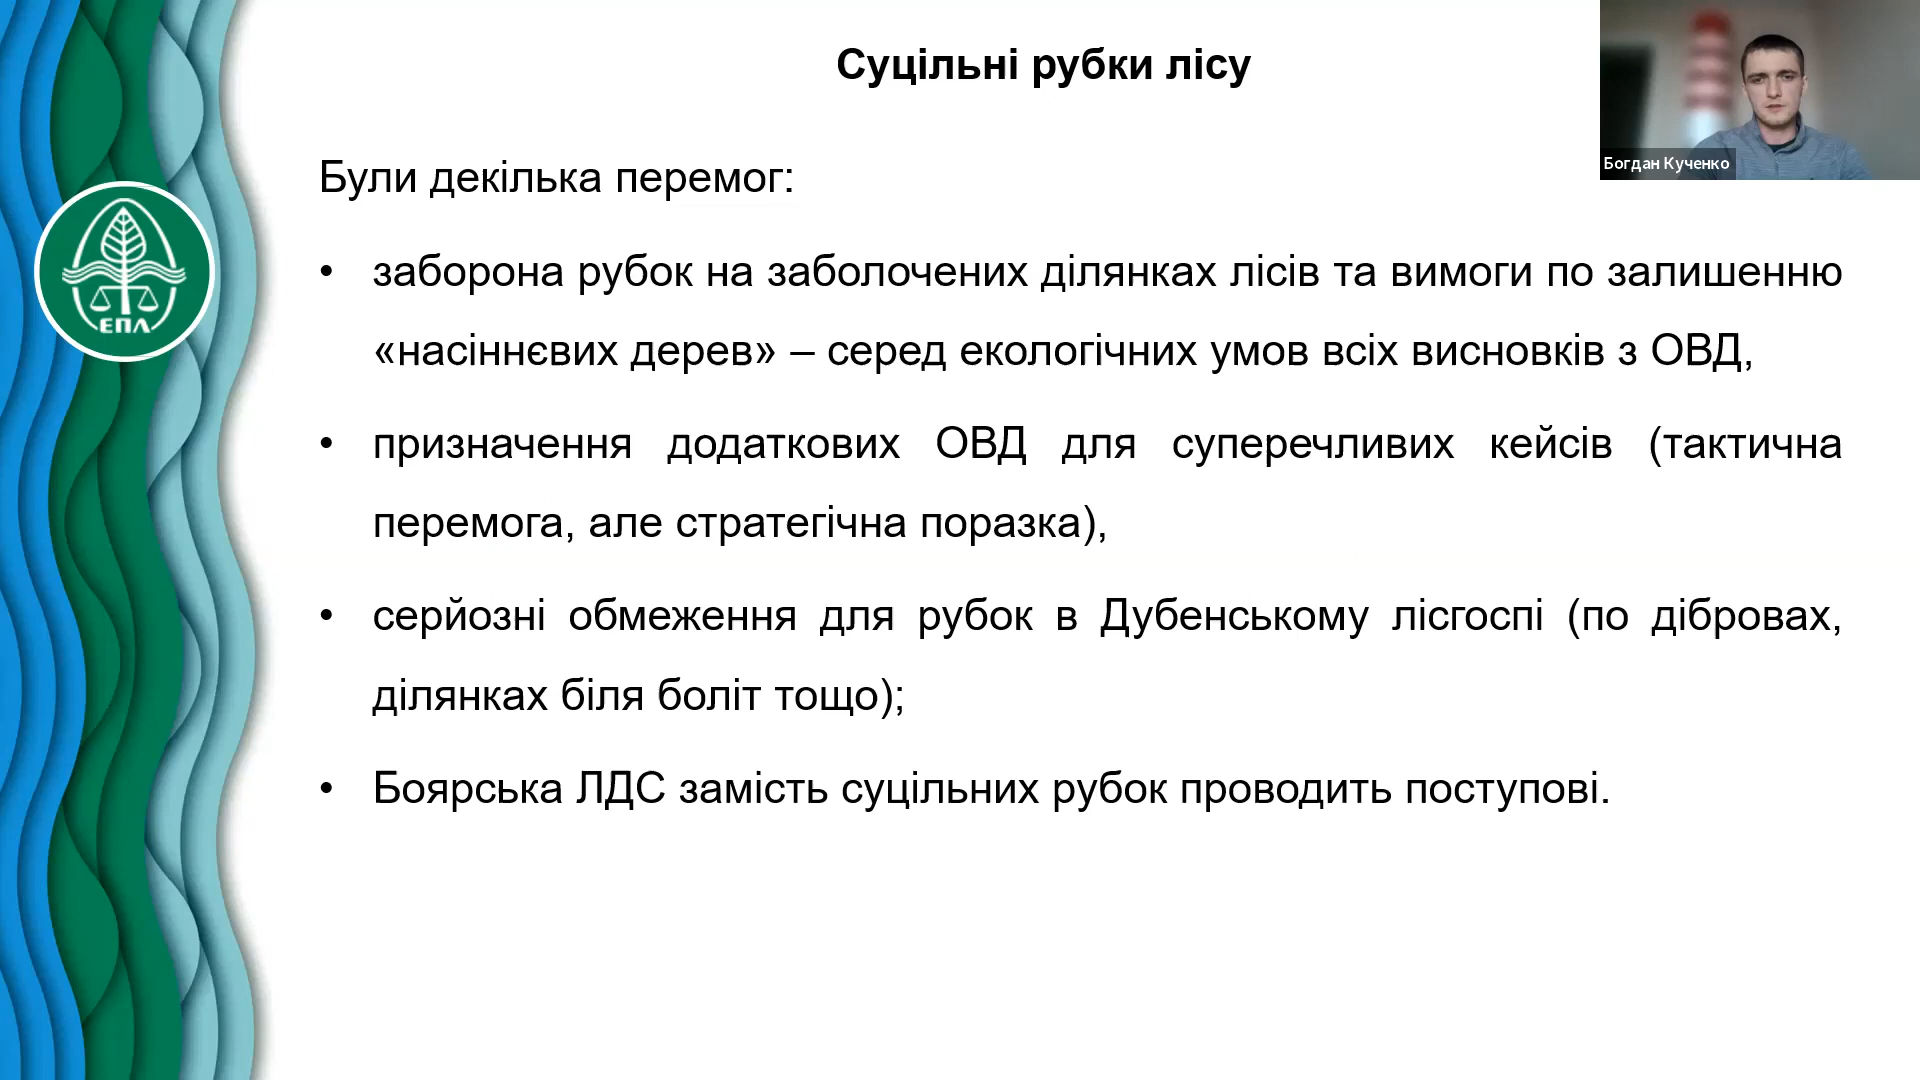 Суцільні рубки лісу
Богдан Кученко
Були декілька перемог:
• заборона рубок на заболочених ділянках лісів та вимоги по залишенню
«насіннєвих дерев» – серед екологічних умов всіх висновків з ОВД,
• призначення додаткових ОВД для суперечливих кейсів (тактична
перемога, але стратегічна поразка),
• серйозні обмеження для рубок в Дубенському лісгоспі (по дібровах,
ділянках біля боліт тощо);
• Боярська ЛДС замість суцільних рубок проводить поступові.
ЕПЛ